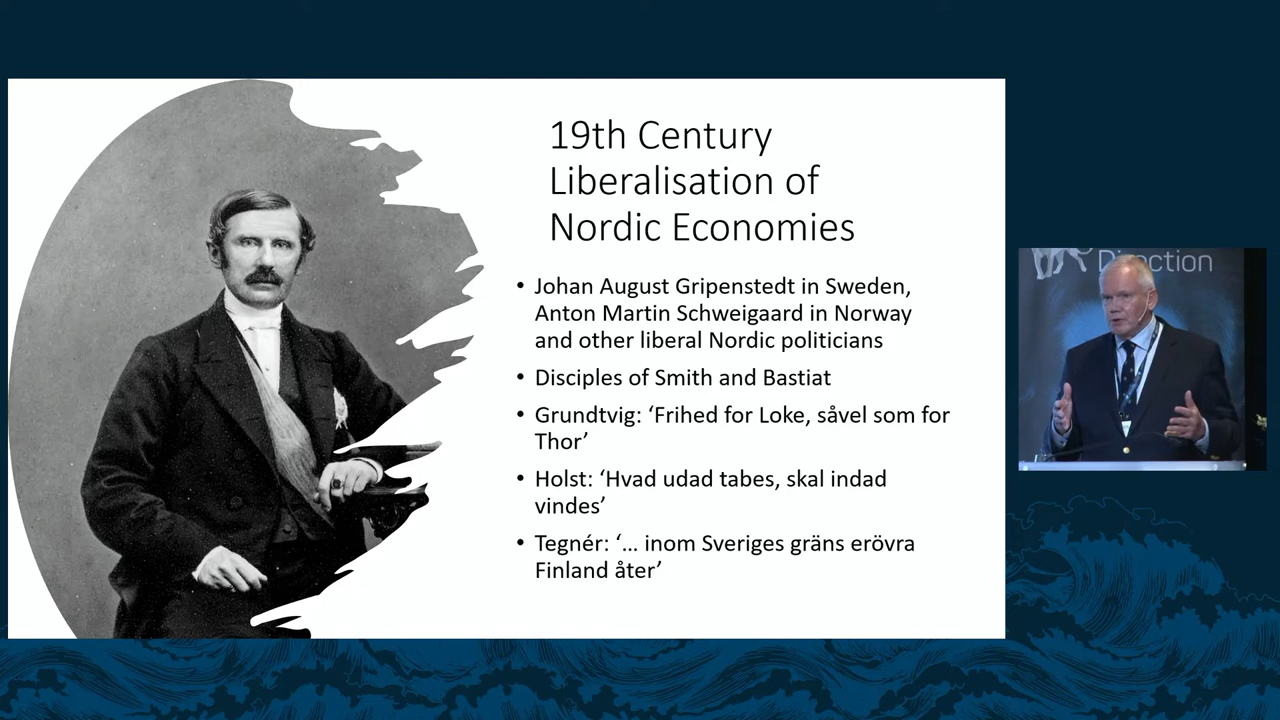 19th Century
Liberalisation of
Nordic Economies
• Johan August Gripenstedt in Sweden,
Anton Martin Schweigaard in Norway
and other liberal Nordic politicians
• Disciples of Smith and Bastiat
• Grundtvig: ‘Frihed for Loke, såvel som for
Thor’
• Holst: ‘Hvad udad tabes, skal indad
vindes’
• Tegnér: ‘... inom Sveriges gräns erövra
Finland åter’
Direction